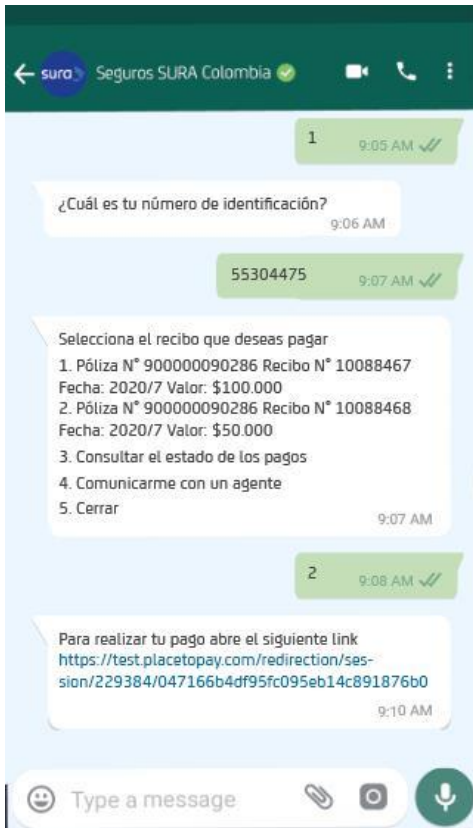 sura Seguros SURA Colombia
1 9:05 AM
¿Cuál es tu número de identificación?
9:06 AM
55304475 9:07 AM
Selecciona el recibo que deseas pagar
1. Póliza N° 900000090286 Recibo N° 10088467
Fecha: 2020/7 Valor: $100.000
2. Póliza N° 900000090286 Recibo N° 10088468
Fecha: 2020/7 Valor: $50.000
3. Consultar el estado de los pagos
4. Comunicarme con un agente
5. Cerrar
9:07 AM
2 9:08 AM
Para realizar tu pago abre el siguiente link
https://test.placetopay.com/redirection/ses-
sion/229384/047166b4df95fc095eb14c891876b0
9:10 AM
Type a message